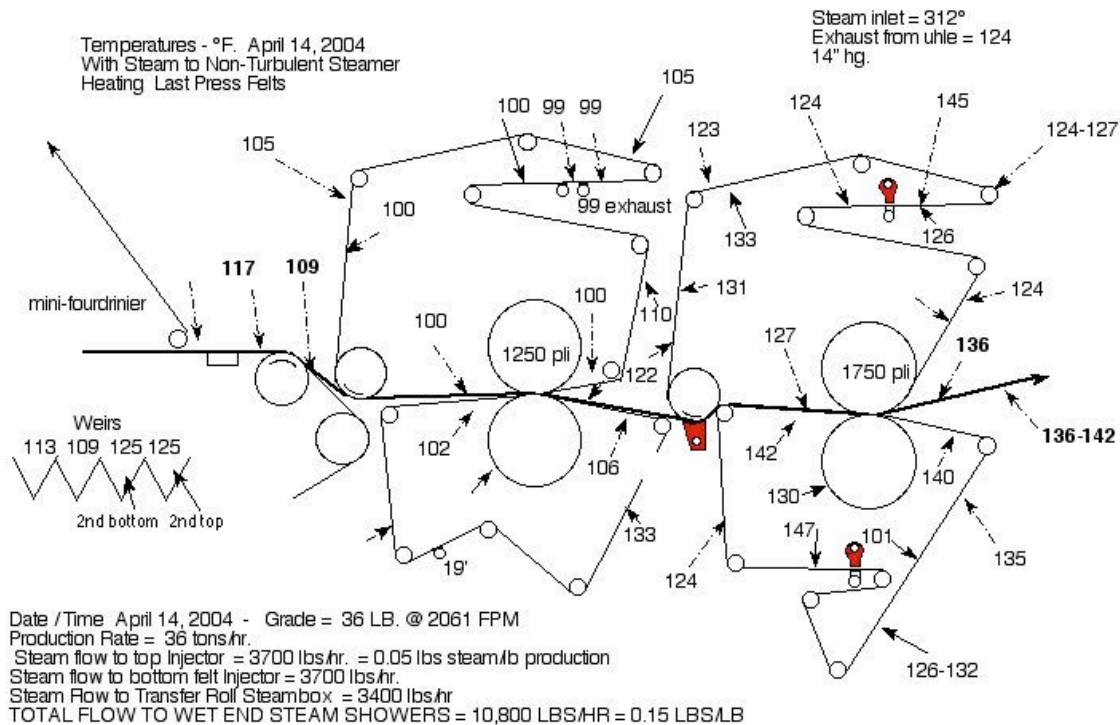 Temperatures - °F. April 14, 2004
With Steam to Non-Turbulent Steamer
Heating Last Press Felts
Steam inlet = 312°
Exhaust from uhle = 124
14" hg.
105
100
99
99
105
123
124
145
124-127
100
99 exhaust
133
126
117
109
mini-fourdrinier
131
110
124
100
100
1250 pli
122
127
1750 pli
136
136-142
Weirs
113 109 125 125
2nd bottom
2nd top
102
106
142
140
130
133
147
101
135
19'
124
126-132
Date / Time April 14, 2004 - Grade = 36 LB. @ 2061 FPM
Production Rate = 36 tons/hr.
Steam flow to top Injector = 3700 lbs/hr. = 0.05 lbs steam/lb production
Steam flow to bottom felt Injector = 3700 lbs/hr.
Steam Flow to Transfer Roll Steambox = 3400 lbs/hr
TOTAL FLOW TO WET END STEAM SHOWERS = 10,800 LBS/HR = 0.15 LBS/LB